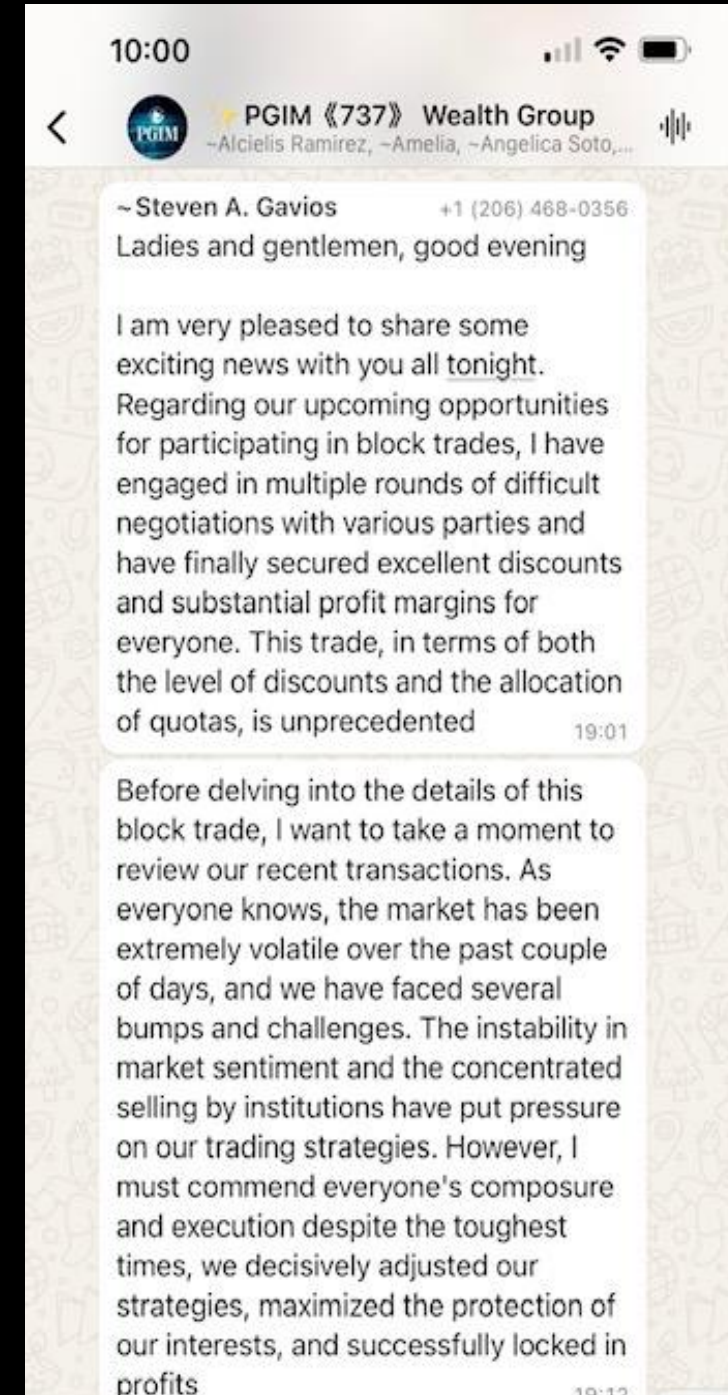 10:00
PGIM
✨ PGIM 《737》 Wealth Group
~Alcielis Ramirez, ~Amelia, ~Angelica Soto,...
~Steven A. Gavios +1 (206) 468-0356
Ladies and gentlemen, good evening
I am very pleased to share some
exciting news with you all tonight.
Regarding our upcoming opportunities
for participating in block trades, I have
engaged in multiple rounds of difficult
negotiations with various parties and
have finally secured excellent discounts
and substantial profit margins for
everyone. This trade, in terms of both
the level of discounts and the allocation
of quotas, is unprecedented
19:01
Before delving into the details of this
block trade, I want to take a moment to
review our recent transactions. As
everyone knows, the market has been
extremely volatile over the past couple
of days, and we have faced several
bumps and challenges. The instability in
market sentiment and the concentrated
selling by institutions have put pressure
on our trading strategies. However, I
must commend everyone's composure
and execution despite the toughest
times, we decisively adjusted our
strategies, maximized the protection of
our interests, and successfully locked in
profits